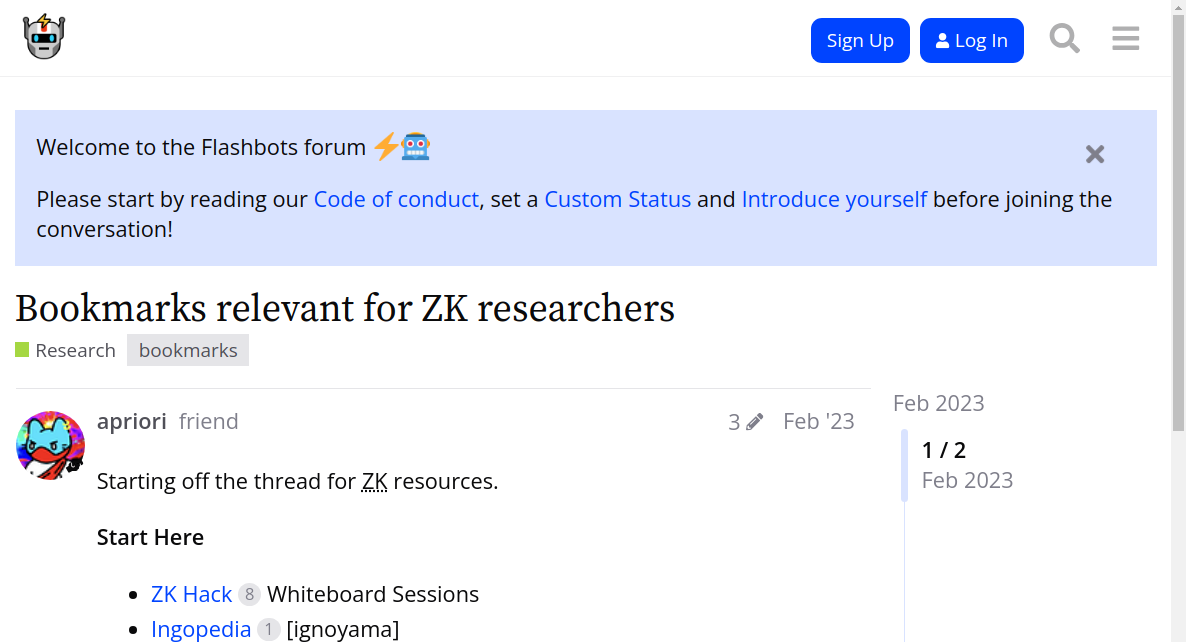 Sign Up
Log In
Welcome to the Flashbots forum
Please start by reading our Code of conduct, set a Custom Status and Introduce yourself before joining the
conversation!
Bookmarks relevant for ZK researchers
Research bookmarks
apriori friend 3 Feb '23
Feb 2023
1 / 2
Feb 2023
Starting off the thread for ZK resources.
Start Here
• ZK Hack 8 Whiteboard Sessions
• Ingopedia 1 [ignoyama]